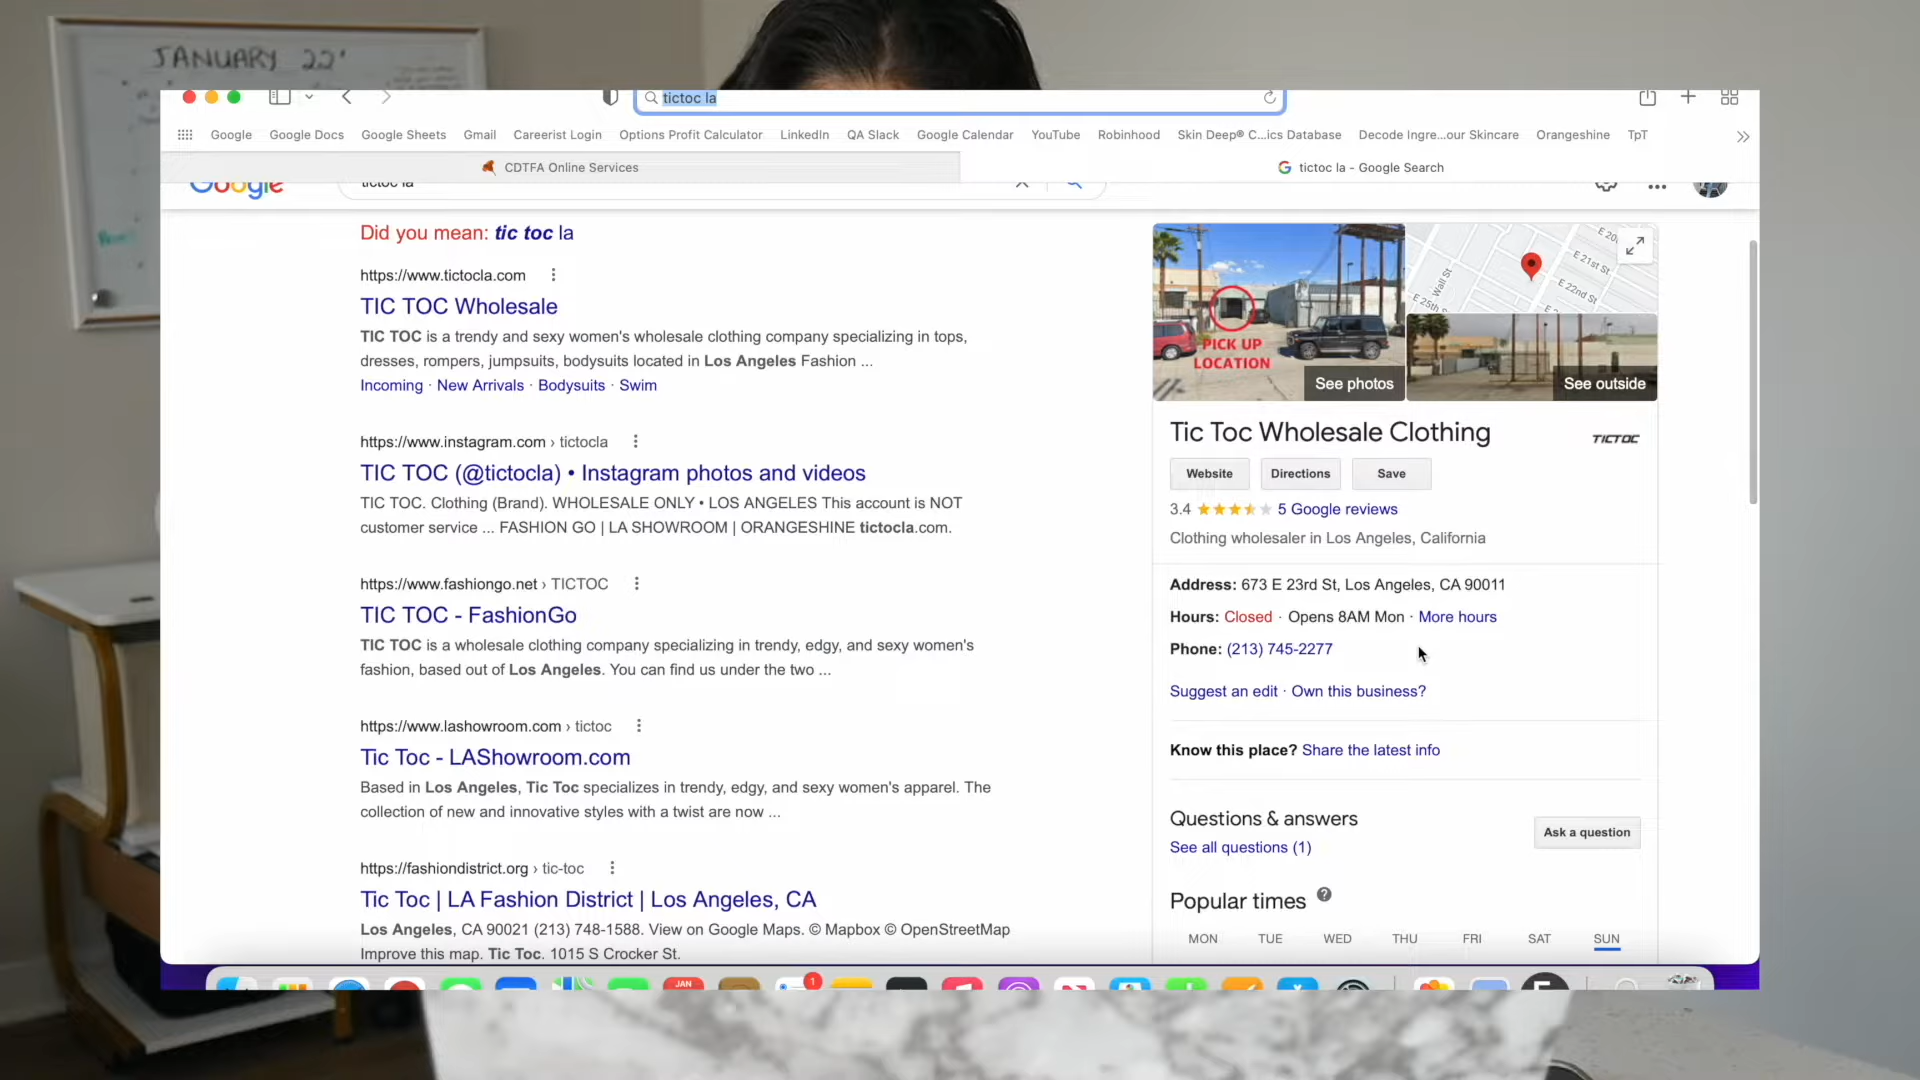 JANUARY 22'
tictoc la
Google
Google Docs
Google Sheets
Gmail
Careerist Login
Options Profit Calculator
LinkedIn
QA Slack
Google Calendar
YouTube
Robinhood
Skin Deep® C...ics Database
Decode Ingre...our Skincare
Orangeshine
TpT
CDTFA Online Services
tictoc la - Google Search
Google
tictoc la
Did you mean: tic toc la
https://www.tictocla.com
TIC TOC Wholesale
TIC TOC is a trendy and sexy women's wholesale clothing company specializing in tops,
dresses, rompers, jumpsuits, bodysuits located in Los Angeles Fashion ...
Incoming · New Arrivals · Bodysuits · Swim
https://www.instagram.com › tictocla
TIC TOC (@tictocla) • Instagram photos and videos
TIC TOC. Clothing (Brand). WHOLESALE ONLY • LOS ANGELES This account is NOT
customer service ... FASHION GO | LA SHOWROOM | ORANGESHINE tictocla.com.
https://www.fashiongo.net › TICTOC
TIC TOC - FashionGo
TIC TOC is a wholesale clothing company specializing in trendy, edgy, and sexy women's
fashion, based out of Los Angeles. You can find us under the two ...
https://www.lashowroom.com › tictoc
Tic Toc - LAShowroom.com
Based in Los Angeles, Tic Toc specializes in trendy, edgy, and sexy women's apparel. The
collection of new and innovative styles with a twist are now ...
https://fashiondistrict.org › tic-toc
Tic Toc | LA Fashion District | Los Angeles, CA
Los Angeles, CA 90021 (213) 748-1588. View on Google Maps. © Mapbox © OpenStreetMap
Improve this map. Tic Toc. 1015 S Crocker St.
PICK UP
LOCATION
See photos
Wall St
E 20
E 21st St
E 22nd St
E 25th S
See outside
Tic Toc Wholesale Clothing
TICTOC
Website
Directions
Save
3.4
5 Google reviews
Clothing wholesaler in Los Angeles, California
Address: 673 E 23rd St, Los Angeles, CA 90011
Hours: Closed · Opens 8AM Mon · More hours
Phone: (213) 745-2277
Suggest an edit · Own this business?
Know this place? Share the latest info
Questions & answers
See all questions (1)
Ask a question
Popular times
MON
TUE
WED
THU
FRI
SAT
SUN
JAN
1